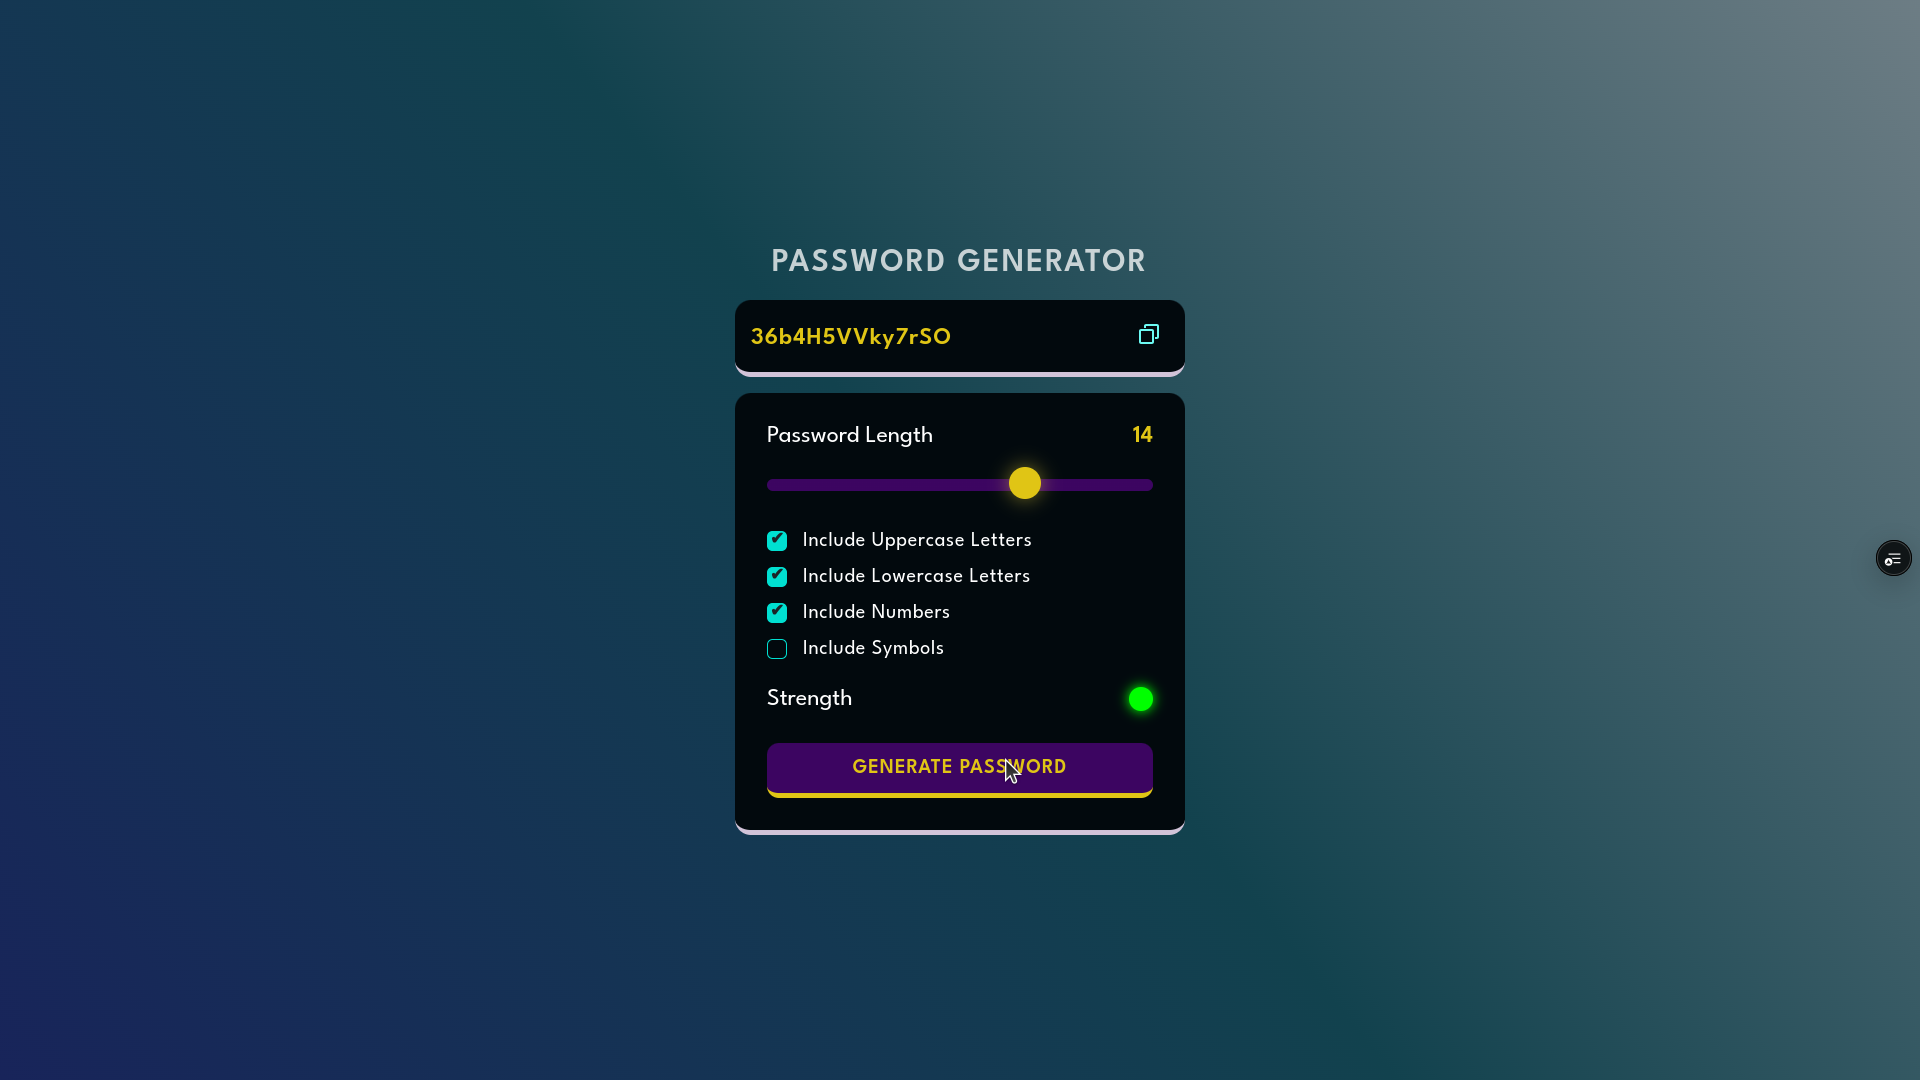 PASSWORD GENERATOR
36b4H5VVky7rSO
Password Length 14
Include Uppercase Letters
Include Lowercase Letters
Include Numbers
Include Symbols
Strength
GENERATE PASSWORD